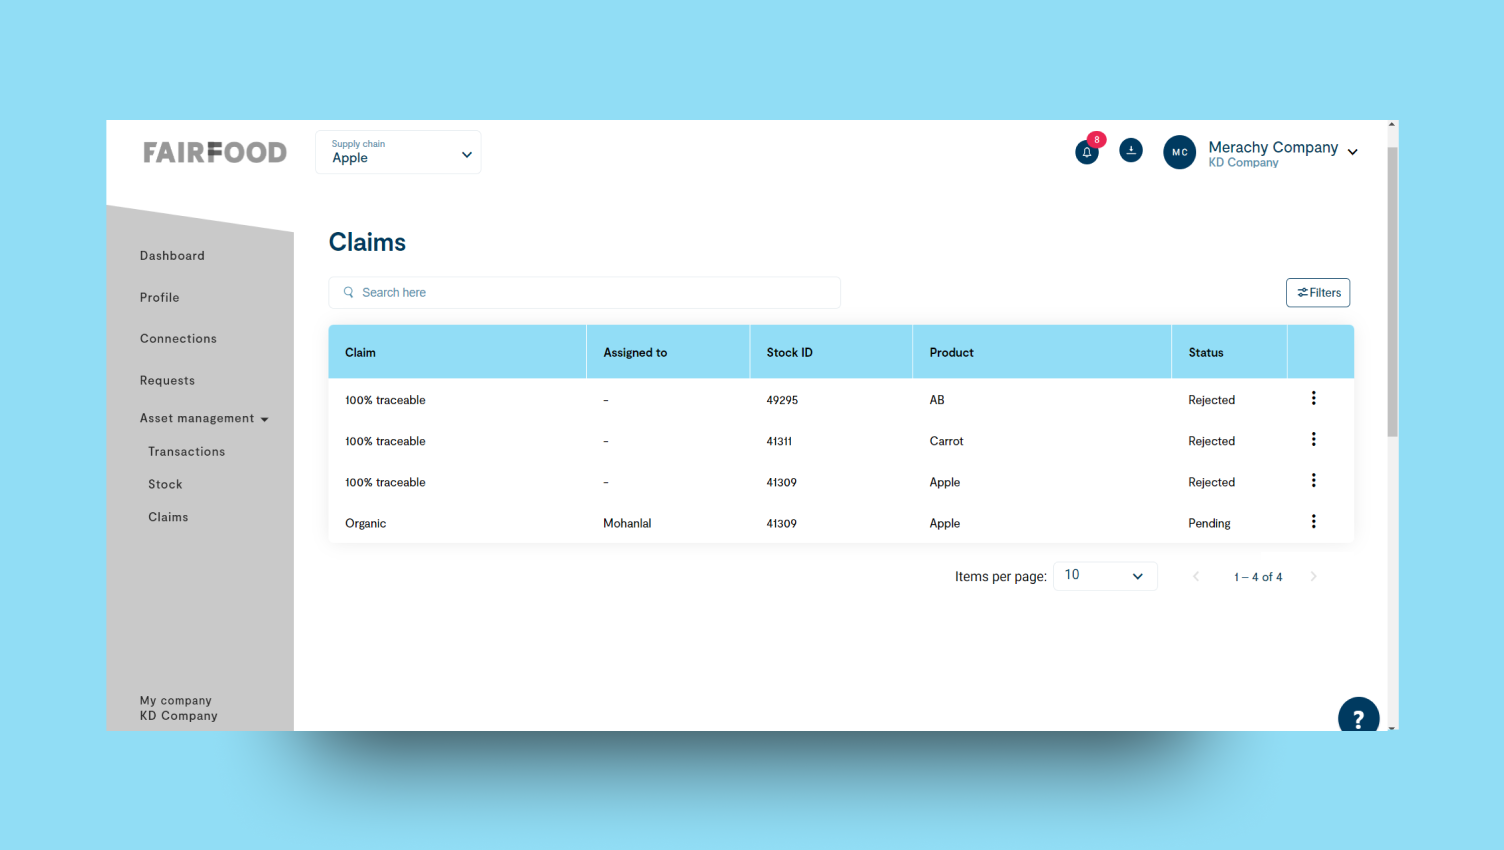 FAIRFOOD
Supply chain
Apple
8
MC
Merachy Company
KD Company
Dashboard
Profile
Connections
Requests
Asset management
Transactions
Stock
Claims
My company
KD Company
Claims
Search here
Filters
Claim Assigned to Stock ID Product Status
100% traceable - 49295 AB Rejected
100% traceable - 41311 Carrot Rejected
100% traceable - 41309 Apple Rejected
Organic Mohanlal 41309 Apple Pending
Items per page: 10 1 – 4 of 4
?